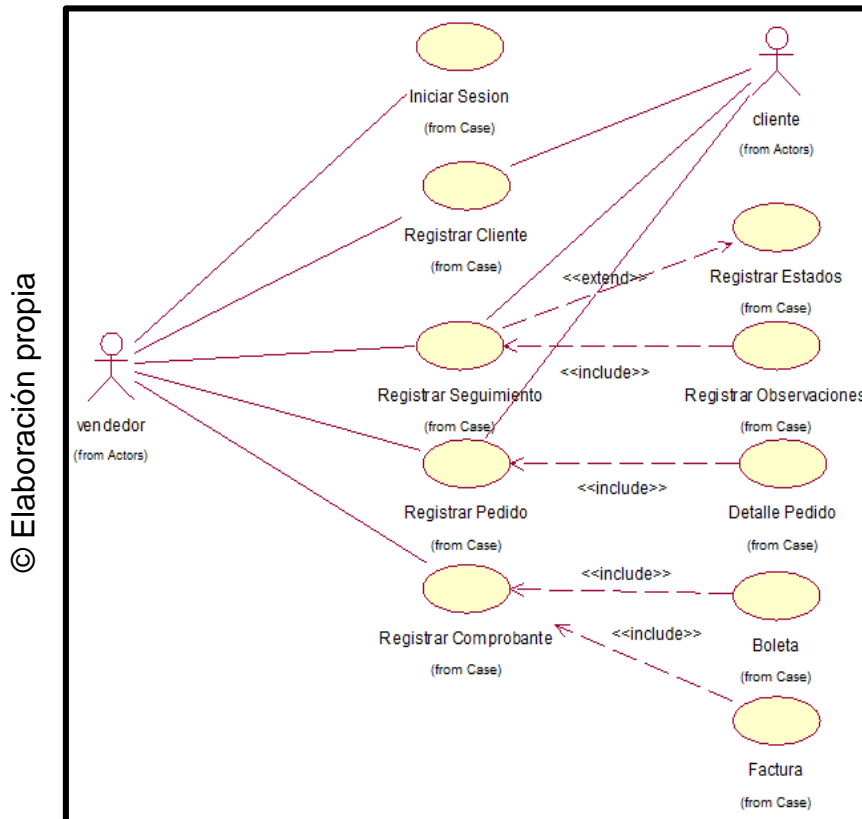 © Elaboración propia
Iniciar Sesion
(from Case)
cliente
(from Actors)
Registrar Cliente
(from Case)
<<extend>>
Registrar Estados
(from Case)
vendedor
(from Actors)
Registrar Seguimiento
(from Case)
<<include>>
Registrar Observaciones
(from Case)
Registrar Pedido
(from Case)
<<include>>
Detalle Pedido
(from Case)
Registrar Comprobante
(from Case)
<<include>>
<<include>>
Boleta
(from Case)
Factura
(from Case)